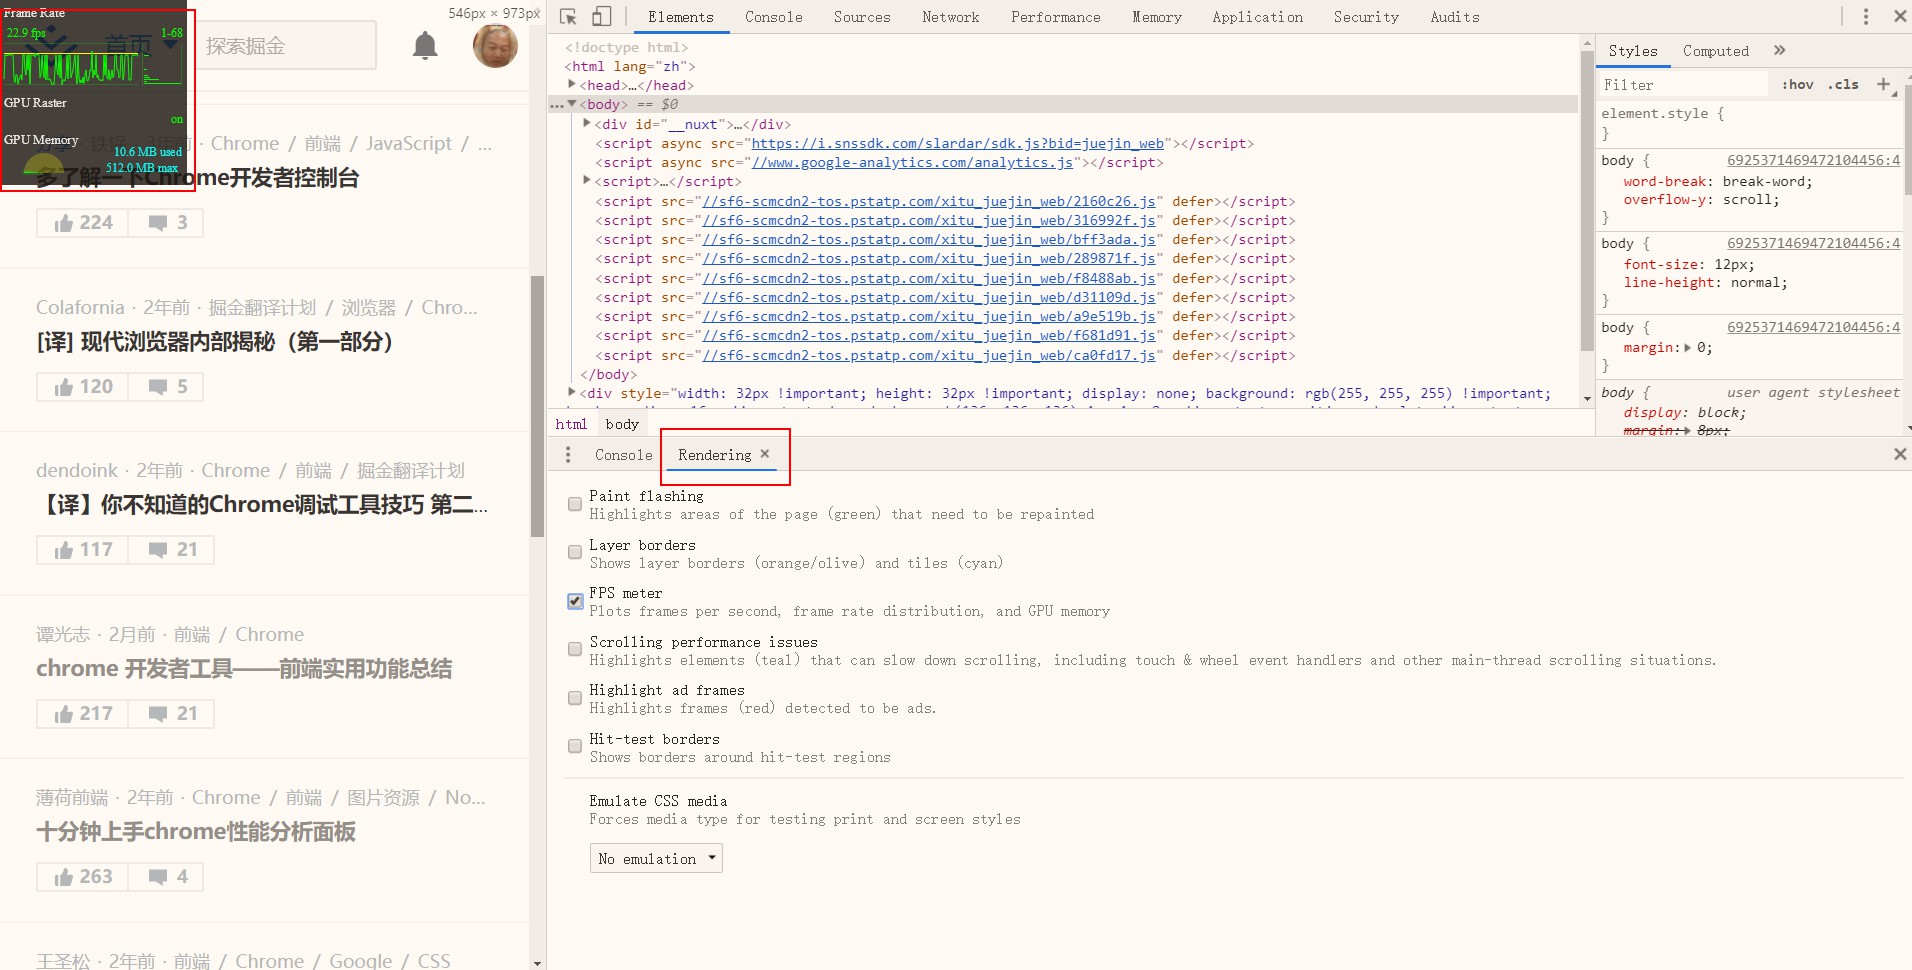 Frame Rate
22.9 fps 1-68
GPU Raster
on
GPU Memory
10.6 MB used
512.0 MB max
首页
探索掘金
546px × 973px
铁锚 · 2年前 · Chrome / 前端 / JavaScript / ...
多了解一下Chrome开发者控制台
224 3
Colafornia · 2年前 · 掘金翻译计划 / 浏览器 / Chro...
[译] 现代浏览器内部揭秘（第一部分）
120 5
dendoink · 2年前 · Chrome / 前端 / 掘金翻译计划
【译】你不知道的Chrome调试工具技巧 第二...
117 21
谭光志 · 2月前 · 前端 / Chrome
chrome 开发者工具——前端实用功能总结
217 21
薄荷前端 · 2年前 · Chrome / 前端 / 图片资源 / No...
十分钟上手chrome性能分析面板
263 4
王圣松 · 2年前 · 前端 / Chrome / Google / CSS
Elements Console Sources Network Performance Memory Application Security Audits
<!doctype html>
<html lang="zh">
<head>…</head>
<body> == $0
<div id="__nuxt">…</div>
<script async src="https://i.snssdk.com/slardar/sdk.js?bid=juejin_web"></script>
<script async src="//www.google-analytics.com/analytics.js"></script>
<script>…</script>
<script src="//sf6-scmcdn2-tos.pstatp.com/xitu_juejin_web/2160c26.js" defer></script>
<script src="//sf6-scmcdn2-tos.pstatp.com/xitu_juejin_web/316992f.js" defer></script>
<script src="//sf6-scmcdn2-tos.pstatp.com/xitu_juejin_web/bff3ada.js" defer></script>
<script src="//sf6-scmcdn2-tos.pstatp.com/xitu_juejin_web/289871f.js" defer></script>
<script src="//sf6-scmcdn2-tos.pstatp.com/xitu_juejin_web/f8488ab.js" defer></script>
<script src="//sf6-scmcdn2-tos.pstatp.com/xitu_juejin_web/d31109d.js" defer></script>
<script src="//sf6-scmcdn2-tos.pstatp.com/xitu_juejin_web/a9e519b.js" defer></script>
<script src="//sf6-scmcdn2-tos.pstatp.com/xitu_juejin_web/f681d91.js" defer></script>
<script src="//sf6-scmcdn2-tos.pstatp.com/xitu_juejin_web/ca0fd17.js" defer></script>
</body>
<div style="width: 32px !important; height: 32px !important; display: none; background: rgb(255, 255, 255) !important;
html body
Styles Computed »
Filter :hov .cls +
element.style {
}
body { 6925371469472104456:4
word-break: break-word;
overflow-y: scroll;
}
body { 6925371469472104456:4
font-size: 12px;
line-height: normal;
}
body { 6925371469472104456:4
margin: 0;
}
body { user agent stylesheet
display: block;
margin: 8px;
Console Rendering ×
Paint flashing
Highlights areas of the page (green) that need to be repainted
Layer borders
Shows layer borders (orange/olive) and tiles (cyan)
FPS meter
Plots frames per second, frame rate distribution, and GPU memory
Scrolling performance issues
Highlights elements (teal) that can slow down scrolling, including touch & wheel event handlers and other main-thread scrolling situations.
Highlight ad frames
Highlights frames (red) detected to be ads.
Hit-test borders
Shows borders around hit-test regions
Emulate CSS media
Forces media type for testing print and screen styles
No emulation